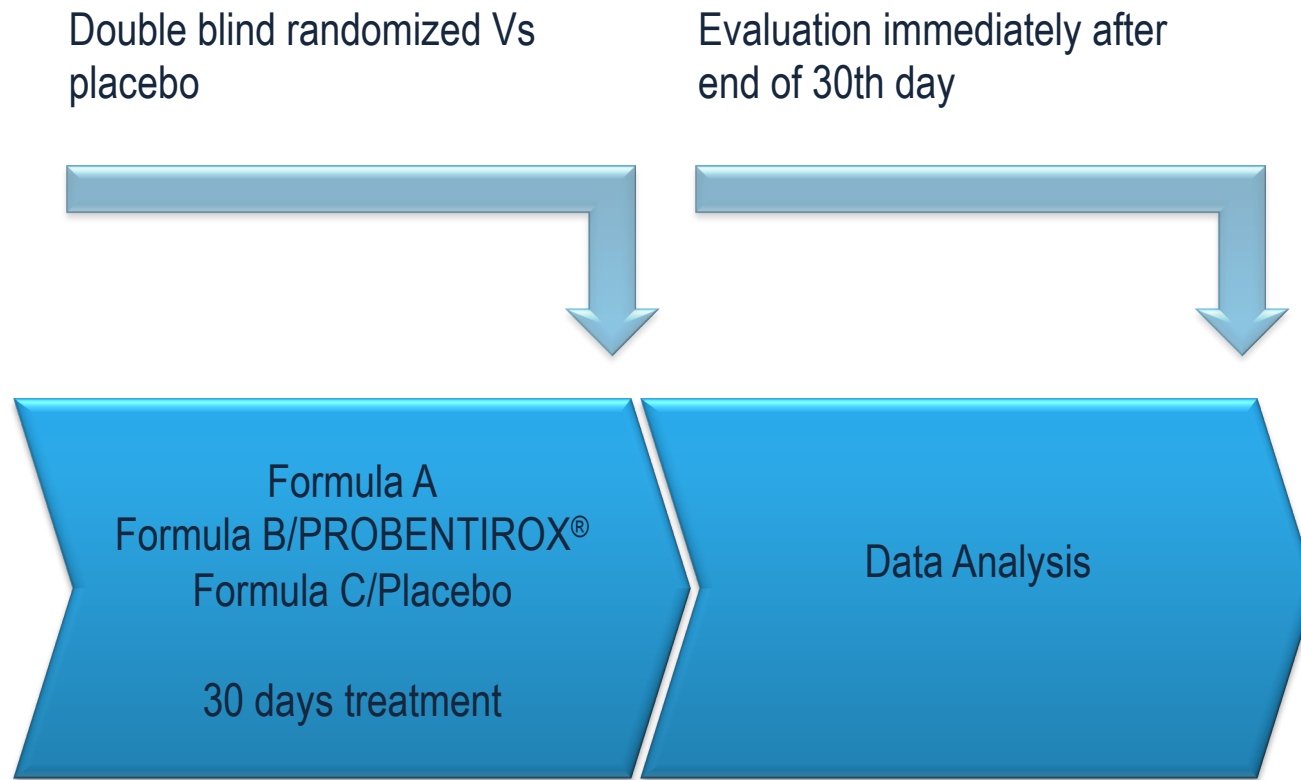 Double blind randomized Vs
placebo
Evaluation immediately after
end of 30th day
Formula A
Formula B/PROBENTIROX®
Formula C/Placebo
30 days treatment
Data Analysis